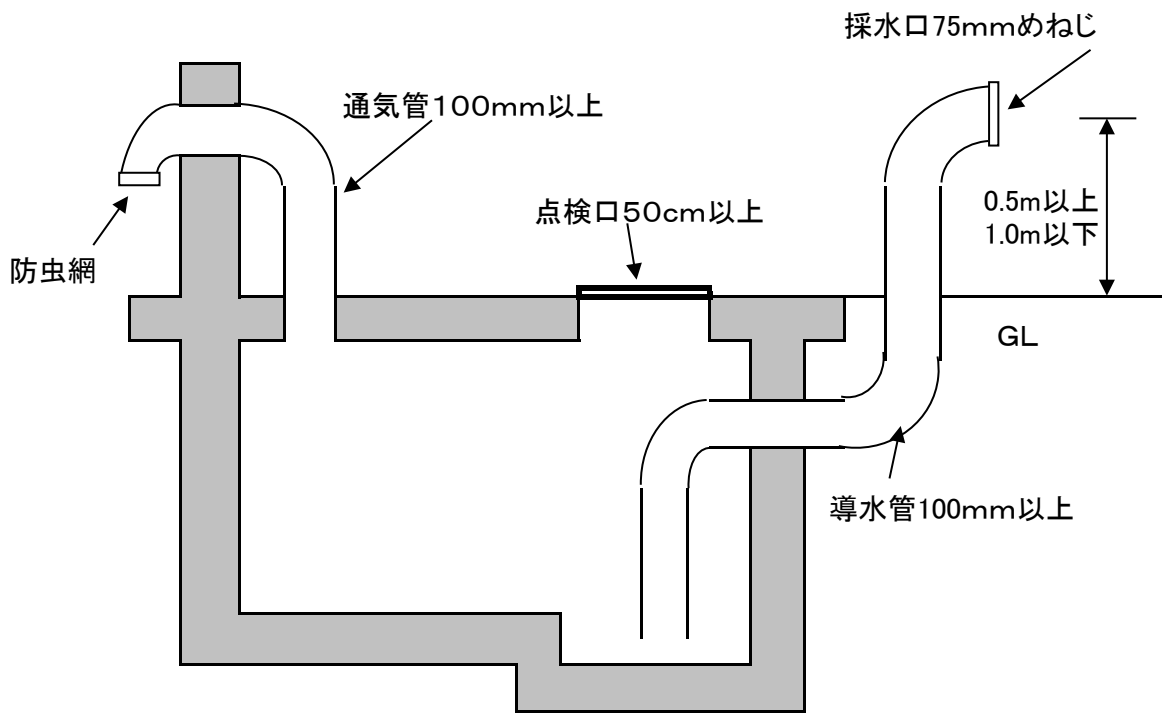 採水口75mmめねじ
通気管100mm以上
点検口50cm以上
0.5m以上
1.0m以下
防虫網
GL
導水管100mm以上